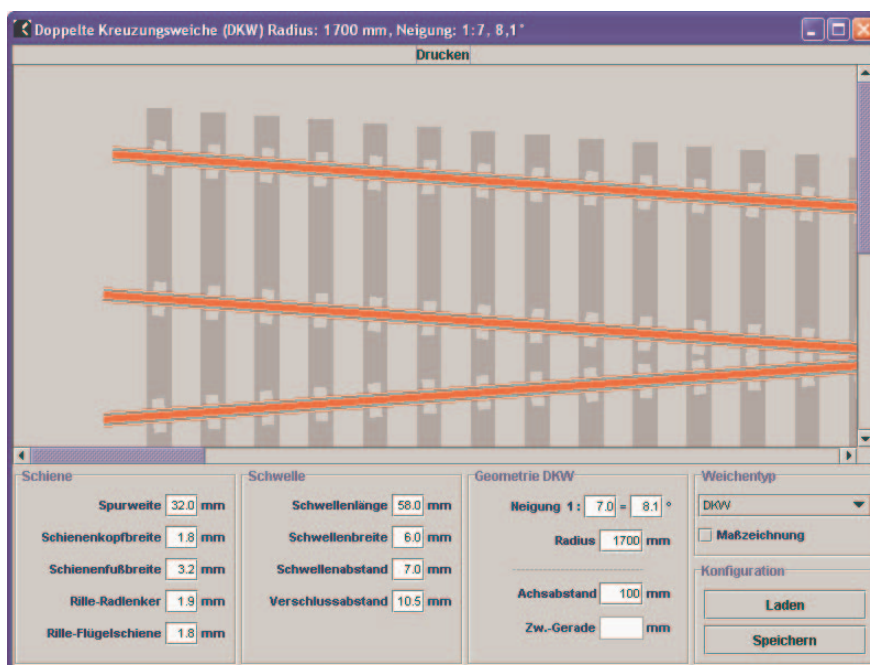 Doppelte Kreuzungsweiche (DKW) Radius: 1700 mm, Neigung: 1:7, 8,1°
Drucken
Schiene
Spurweite 32.0 mm
Schienenkopfbreite 1.8 mm
Schienenfußbreite 3.2 mm
Rille-Radlenker 1.9 mm
Rille-Flügelschiene 1.8 mm
Schwelle
Schwellenlänge 58.0 mm
Schwellenbreite 6.0 mm
Schwellenabstand 7.0 mm
Verschlussabstand 10.5 mm
Geometrie DKW
Neigung 1: 7.0 = 8.1 °
Radius 1700 mm
Achsabstand 100 mm
Zw.-Gerade mm
Weichentyp
DKW
Maßzeichnung
Konfiguration
Laden
Speichern